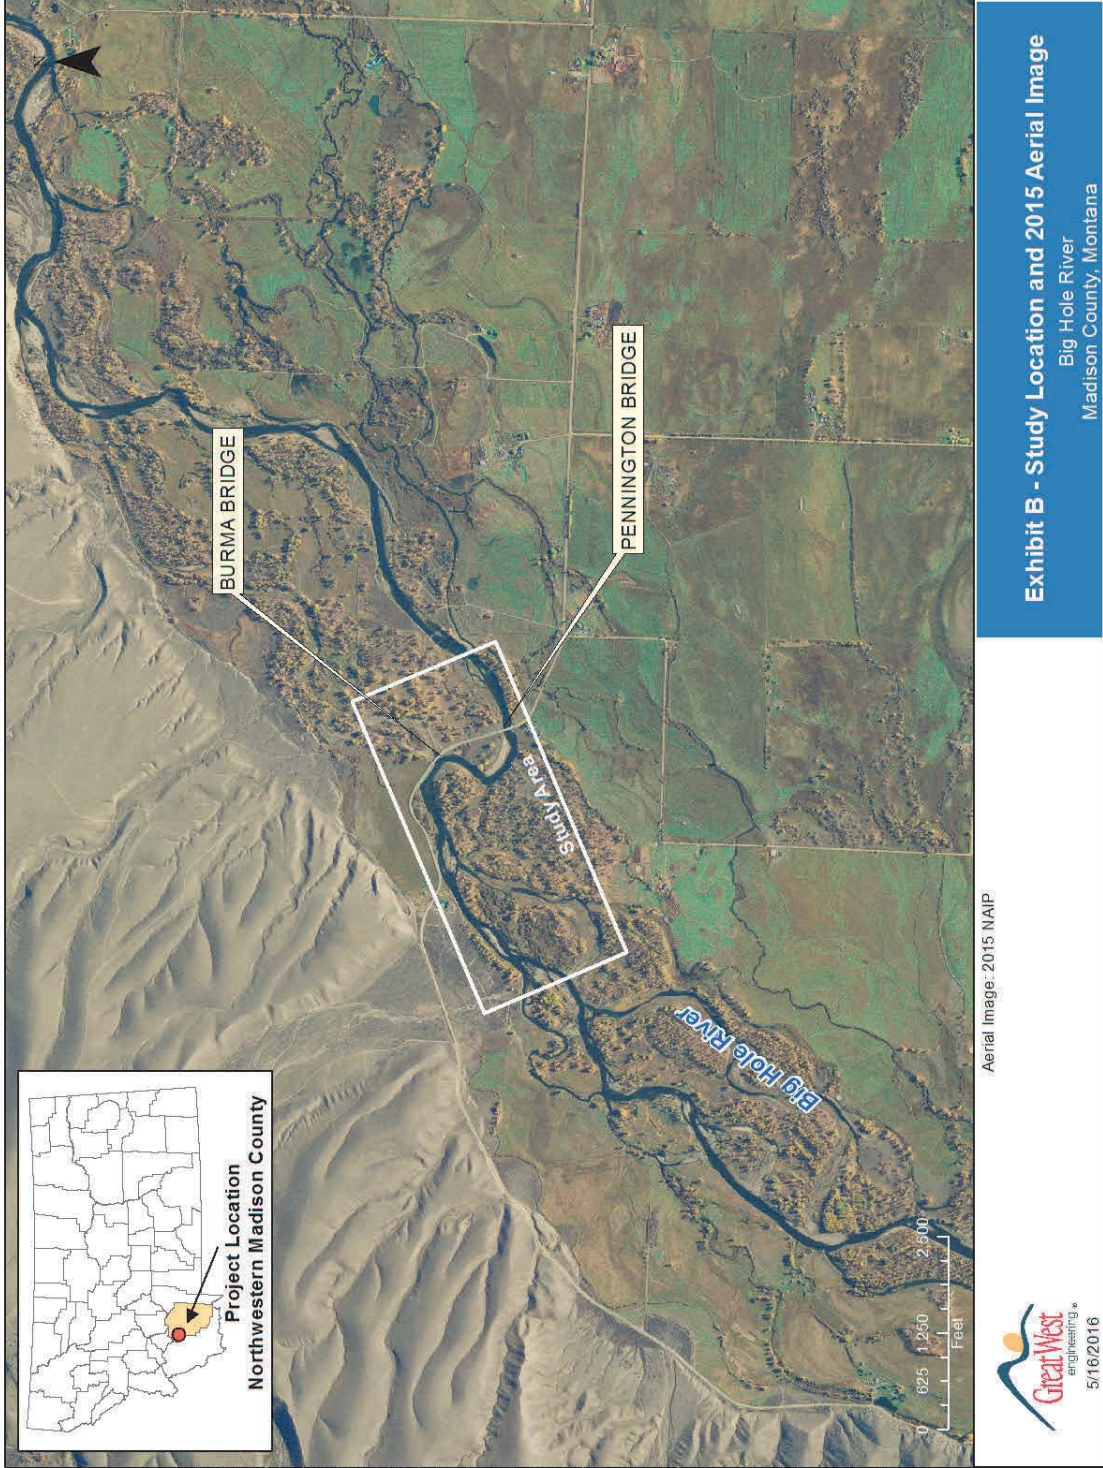 Project Location
Northwestern Madison County
BURMA BRIDGE
PENNINGTON BRIDGE
Study Area
Big Hole River
0 625 1,250 2,500
Feet
N
Great West
engineering
5/16/2016
Aerial Image: 2015 NAIP
Exhibit B - Study Location and 2015 Aerial Image
Big Hole River
Madison County, Montana